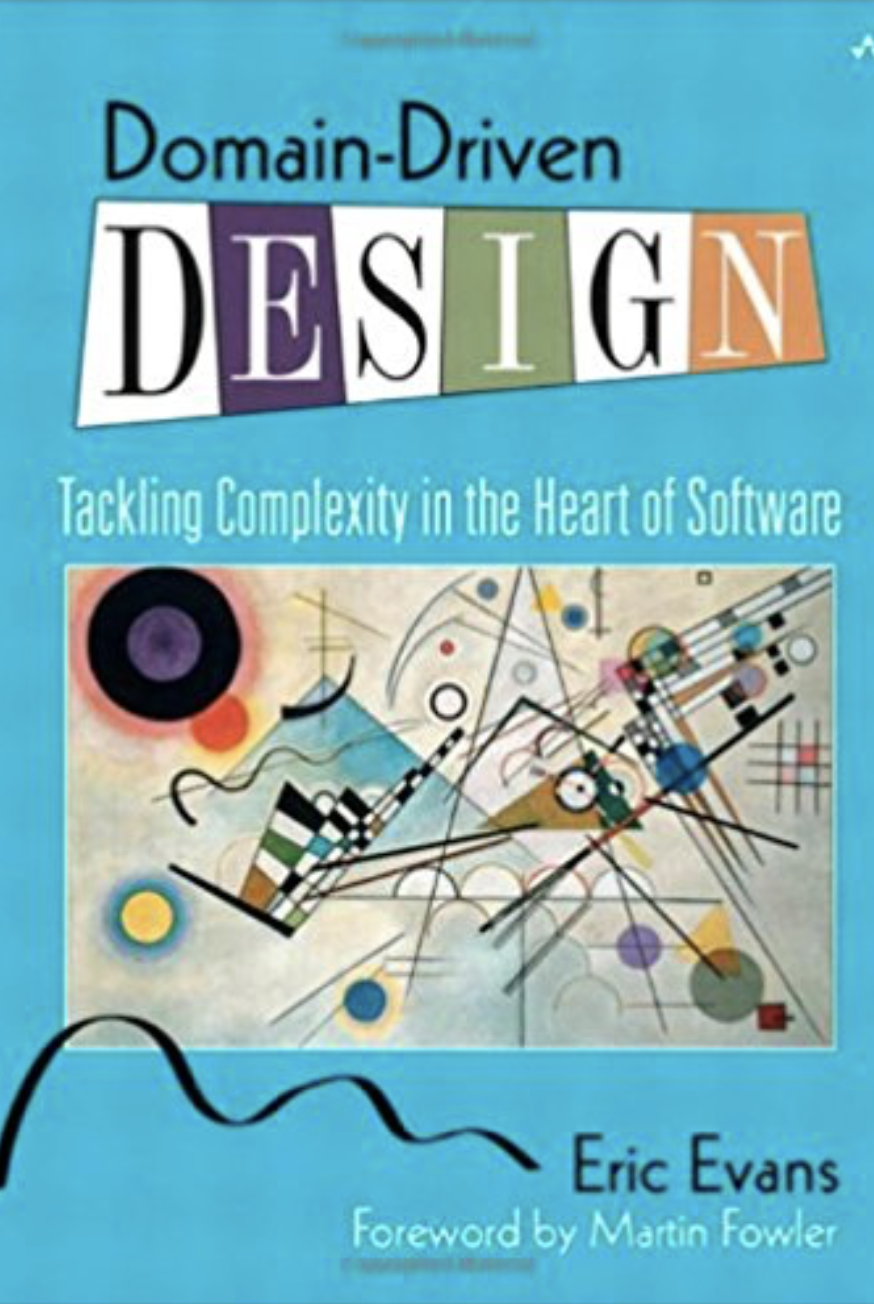 Domain-Driven
DESIGN
Tackling Complexity in the Heart of Software
Eric Evans
Foreword by Martin Fowler